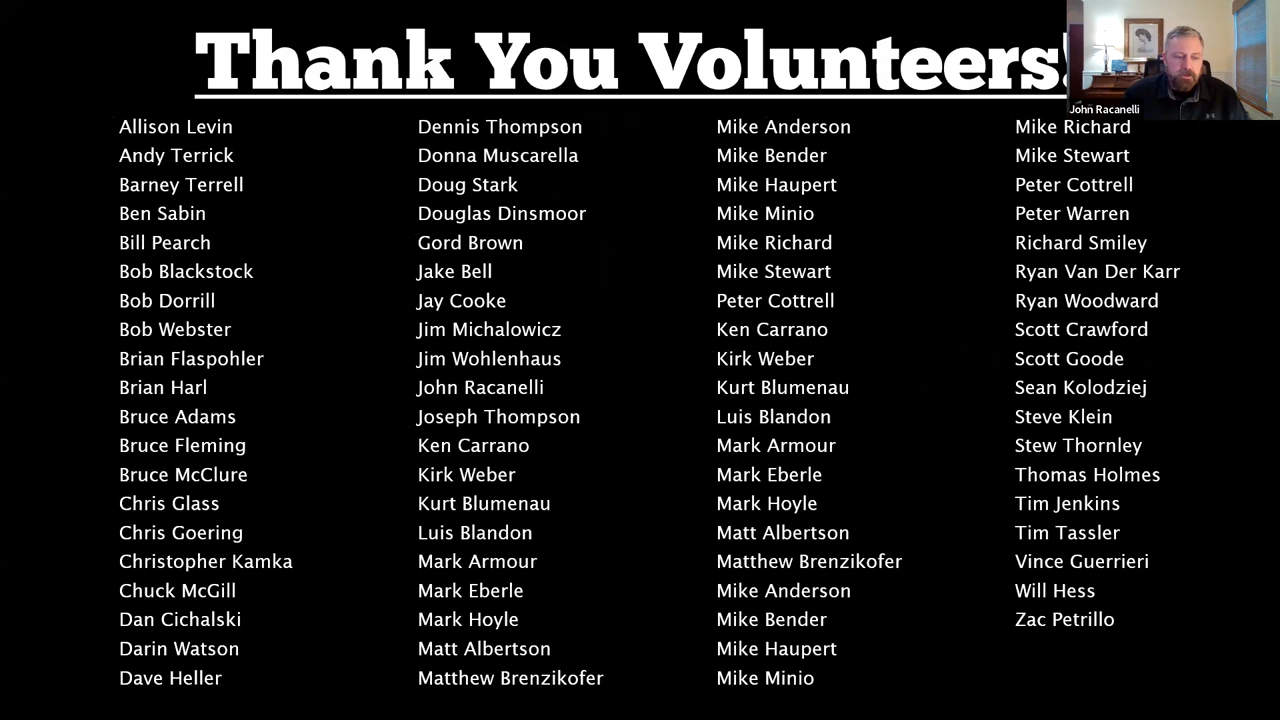 Thank You Volunteers!
John Racanelli
Allison Levin
Andy Terrick
Barney Terrell
Ben Sabin
Bill Pearch
Bob Blackstock
Bob Dorrill
Bob Webster
Brian Flaspohler
Brian Harl
Bruce Adams
Bruce Fleming
Bruce McClure
Chris Glass
Chris Goering
Christopher Kamka
Chuck McGill
Dan Cichalski
Darin Watson
Dave Heller
Dennis Thompson
Donna Muscarella
Doug Stark
Douglas Dinsmoor
Gord Brown
Jake Bell
Jay Cooke
Jim Michalowicz
Jim Wohlenhaus
John Racanelli
Joseph Thompson
Ken Carrano
Kirk Weber
Kurt Blumenau
Luis Blandon
Mark Armour
Mark Eberle
Mark Hoyle
Matt Albertson
Matthew Brenzikofer
Mike Anderson
Mike Bender
Mike Haupert
Mike Minio
Mike Richard
Mike Stewart
Peter Cottrell
Ken Carrano
Kirk Weber
Kurt Blumenau
Luis Blandon
Mark Armour
Mark Eberle
Mark Hoyle
Matt Albertson
Matthew Brenzikofer
Mike Anderson
Mike Bender
Mike Haupert
Mike Minio
Mike Richard
Mike Stewart
Peter Cottrell
Peter Warren
Richard Smiley
Ryan Van Der Karr
Ryan Woodward
Scott Crawford
Scott Goode
Sean Kolodziej
Steve Klein
Stew Thornley
Thomas Holmes
Tim Jenkins
Tim Tassler
Vince Guerrieri
Will Hess
Zac Petrillo